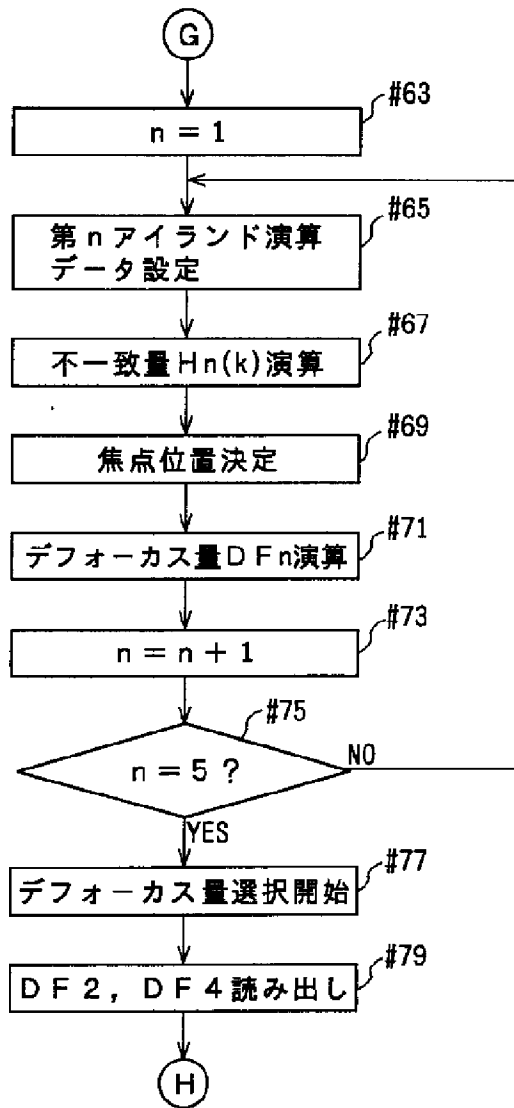 G
#63
n = 1
#65
第nアイランド演算
データ設定
#67
不一致量Hn(k)演算
#69
焦点位置決定
#71
デフォーカス量DFn演算
#73
n = n + 1
#75
n = 5 ?
NO
YES
#77
デフォーカス量選択開始
#79
DF2, DF4読み出し
H